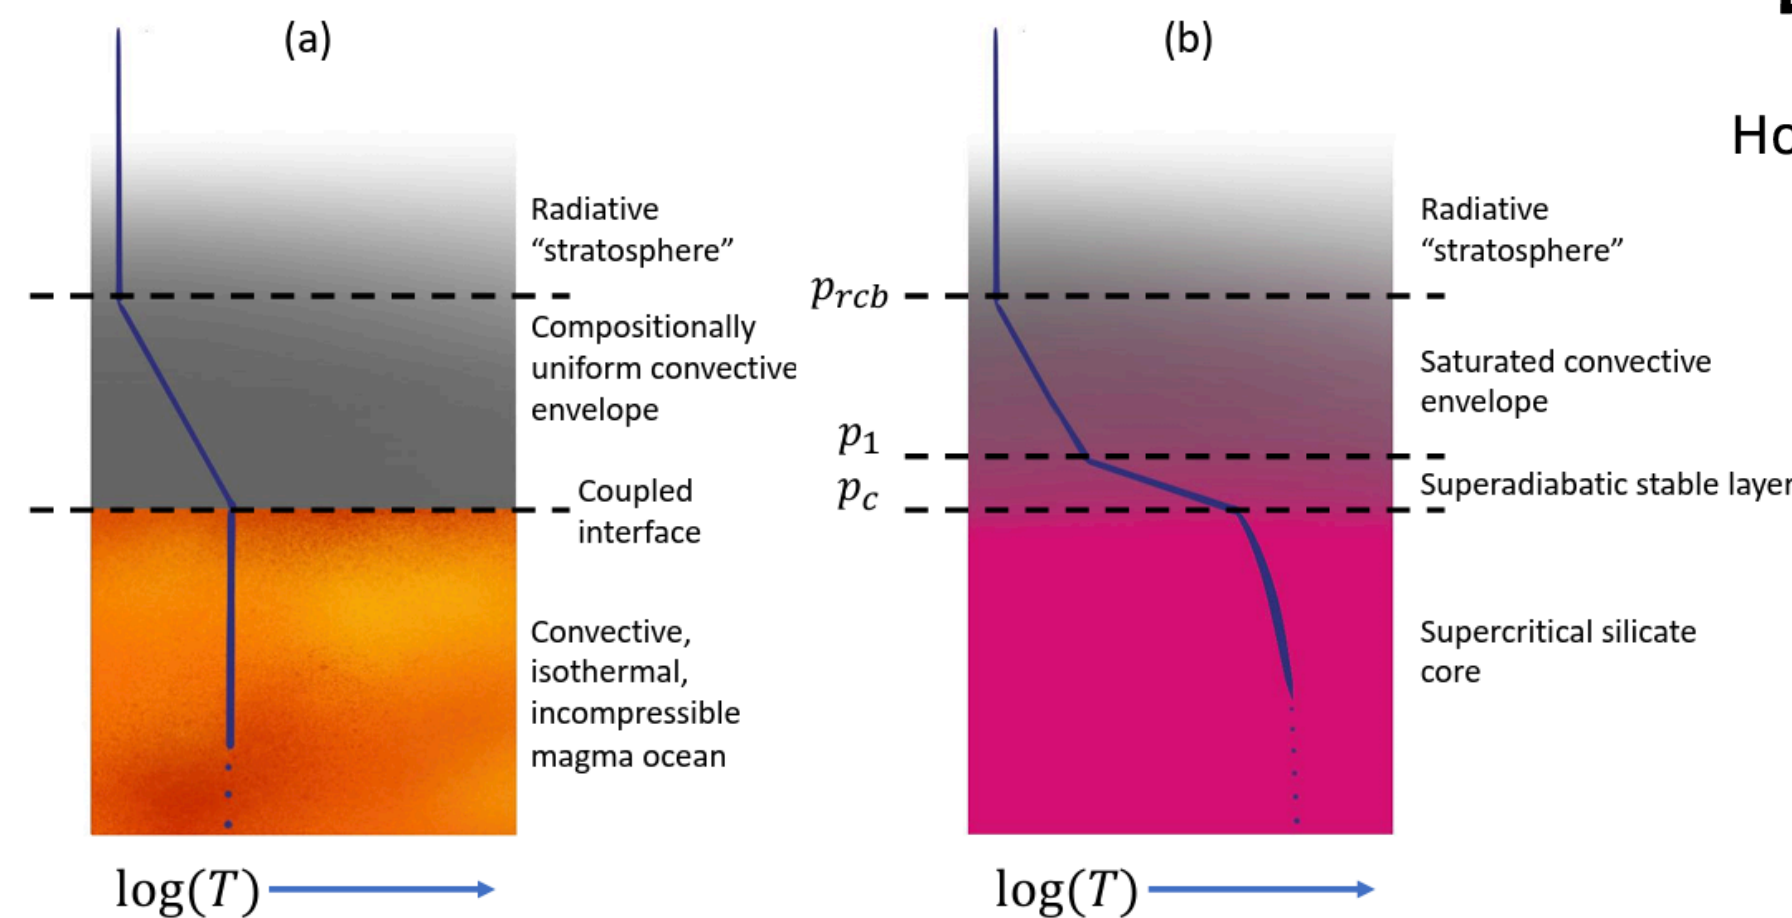 (a)
Radiative
“stratosphere”
Compositionally
uniform convective
envelope
Coupled
interface
Convective,
isothermal,
incompressible
magma ocean
log(T)
(b)
Radiative
“stratosphere”
p_rcb
Saturated convective
envelope
p_1
p_c
Superadiabatic stable layer
Supercritical silicate
core
log(T)
Ho